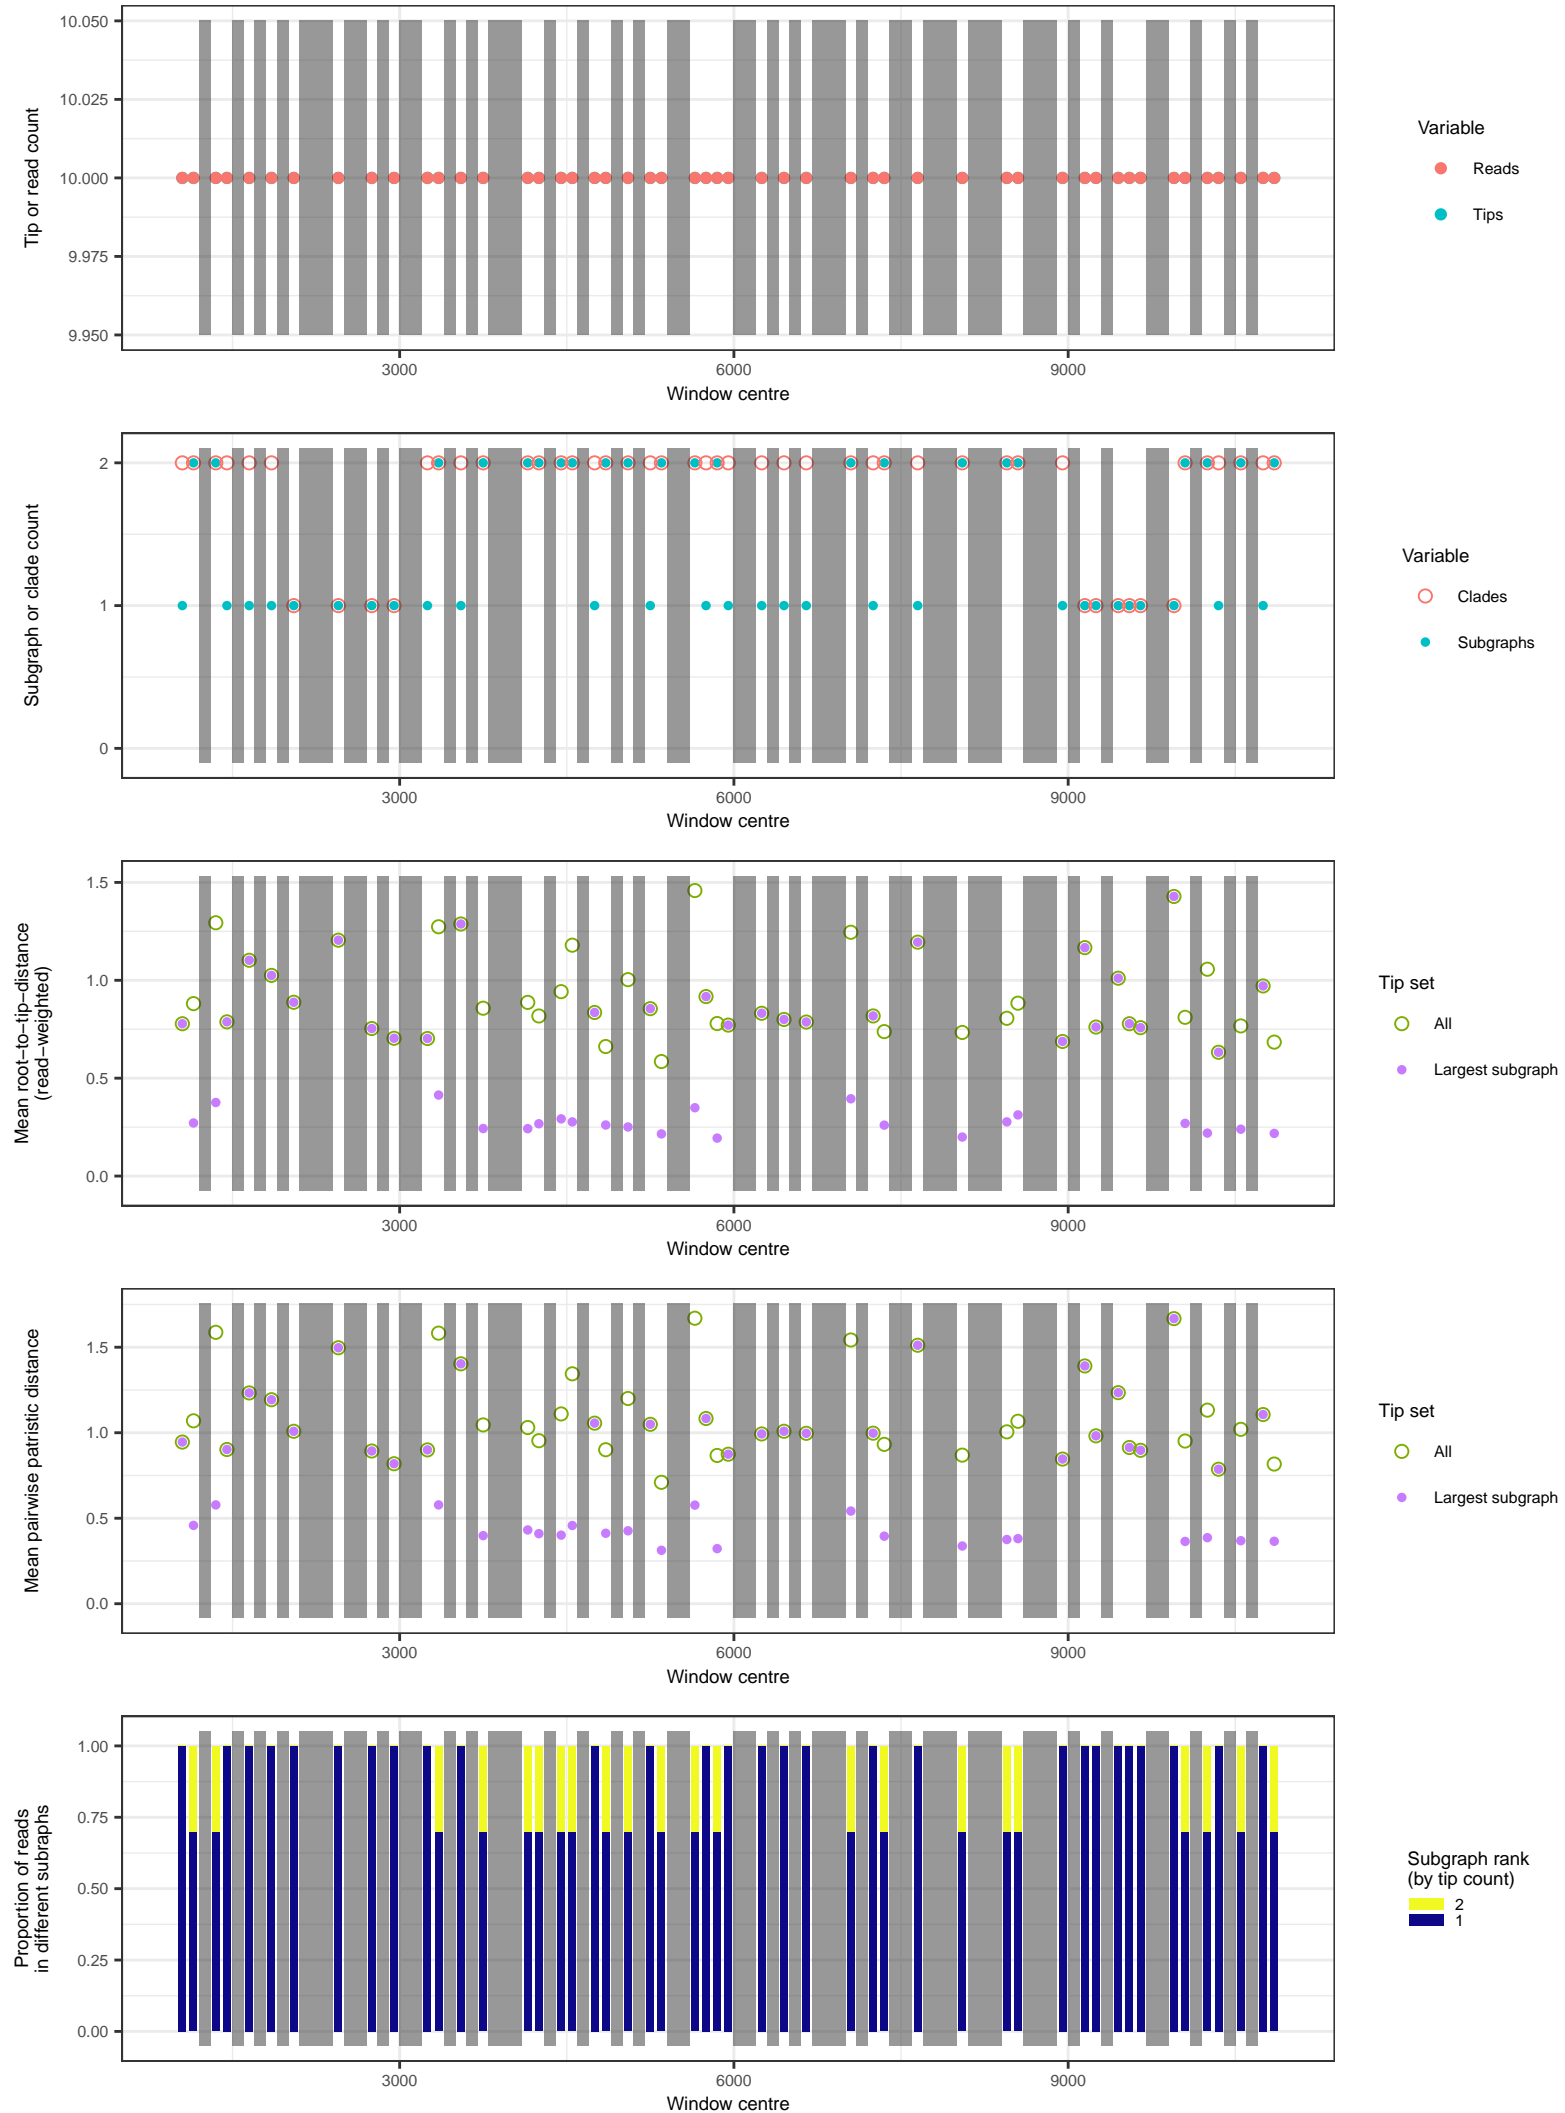 10.050
10.025
10.000
9.975
9.950
Tip or read count
3000
6000
9000
Window centre
Variable
Reads
Tips
2
1
0
Subgraph or clade count
3000
6000
9000
Window centre
Variable
Clades
Subgraphs
1.5
1.0
0.5
0.0
Mean root−to−tip−distance
(read−weighted)
3000
6000
9000
Window centre
Tip set
All
Largest subgraph
1.5
1.0
0.5
0.0
Mean pairwise patristic distance
3000
6000
9000
Window centre
Tip set
All
Largest subgraph
1.00
0.75
0.50
0.25
0.00
Proportion of reads
in different subraphs
3000
6000
9000
Window centre
Subgraph rank
(by tip count)
2
1